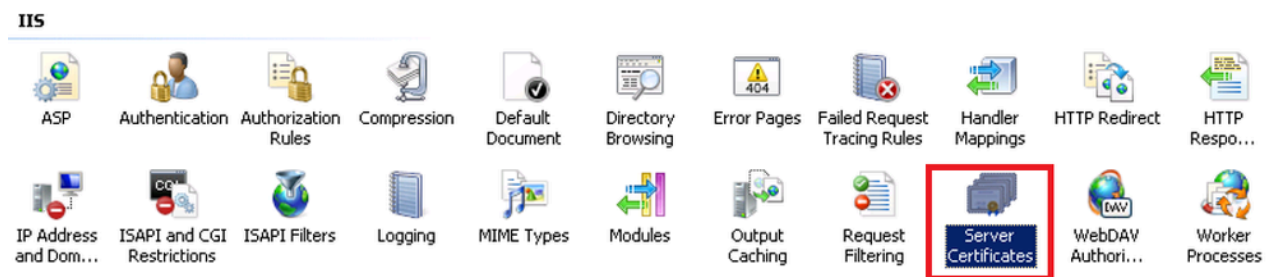 IIS
404
ASP
Authentication
Authorization
Rules
Compression
Default
Document
Directory
Browsing
Error Pages
Failed Request
Tracing Rules
Handler
Mappings
HTTP Redirect
HTTP
Respo...
CGI
DAV
IP Address
and Dom...
ISAPI and CGI
Restrictions
ISAPI Filters
Logging
MIME Types
Modules
Output
Caching
Request
Filtering
Server
Certificates
WebDAV
Authori...
Worker
Processes